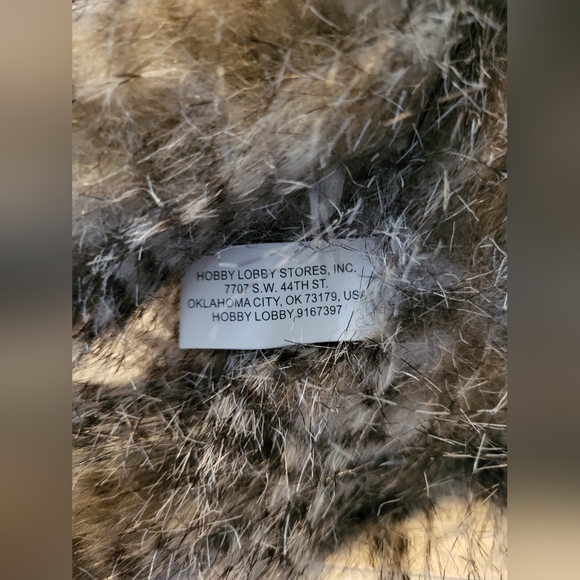 HOBBY LOBBY STORES, INC.
7707 S.W. 44TH ST.
OKLAHOMA CITY, OK 73179, USA
HOBBY LOBBY,9167397